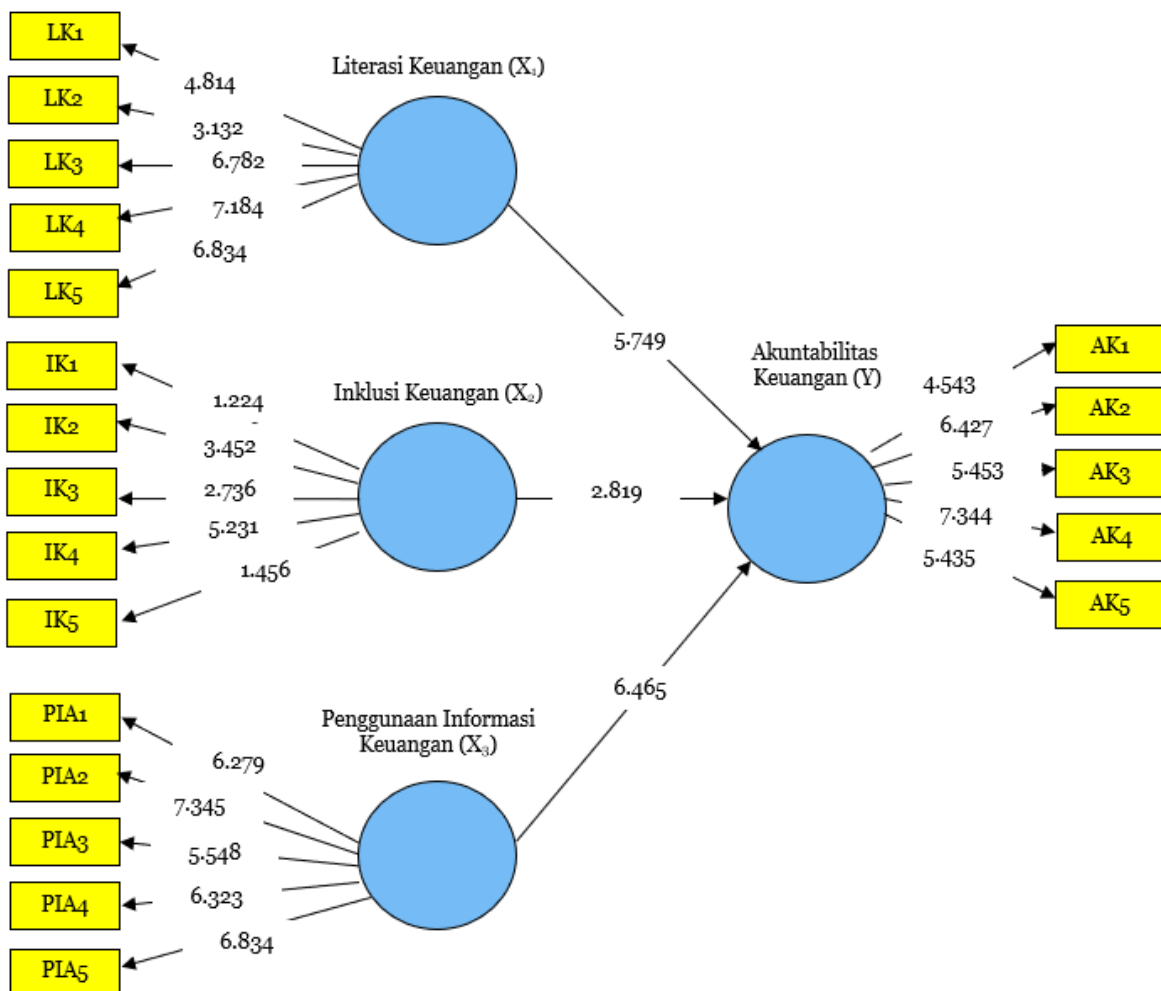 LK1
4.814
Literasi Keuangan (X₁)
LK2
3.132
LK3
6.782
LK4
7.184
6.834
LK5
5.749
IK1
1.224
Inklusi Keuangan (X₂)
IK2
3.452
IK3
2.736
2.819
IK4
5.231
1.456
IK5
Akuntabilitas
Keuangan (Y)
4.543
AK1
6.427
AK2
5.453
AK3
7.344
AK4
5.435
AK5
6.465
PIA1
Penggunaan Informasi
Keuangan (X₃)
6.279
PIA2
7.345
PIA3
5.548
PIA4
6.323
6.834
PIA5